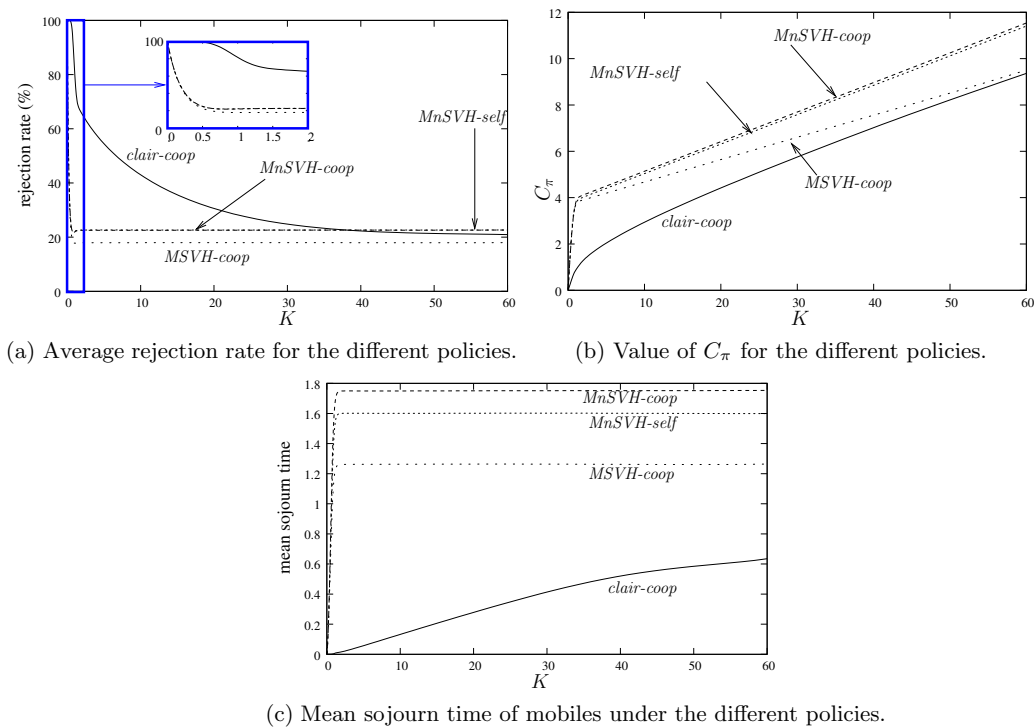 rejection rate (%)
100
80
60
40
20
0
100
0
0
0.5
1
1.5
2
clair-coop
MnSVH-self
MnSVH-coop
MSVH-coop
0
10
20
30
40
50
60
K
(a) Average rejection rate for the different policies.
C_π
12
10
8
6
4
2
0
MnSVH-coop
MnSVH-self
MSVH-coop
clair-coop
0
10
20
30
40
50
60
K
(b) Value of C_π for the different policies.
mean sojourn time
1.8
1.6
1.4
1.2
1
0.8
0.6
0.4
0.2
0
MnSVH-coop
MnSVH-self
MSVH-coop
clair-coop
0
10
20
30
40
50
60
K
(c) Mean sojourn time of mobiles under the different policies.